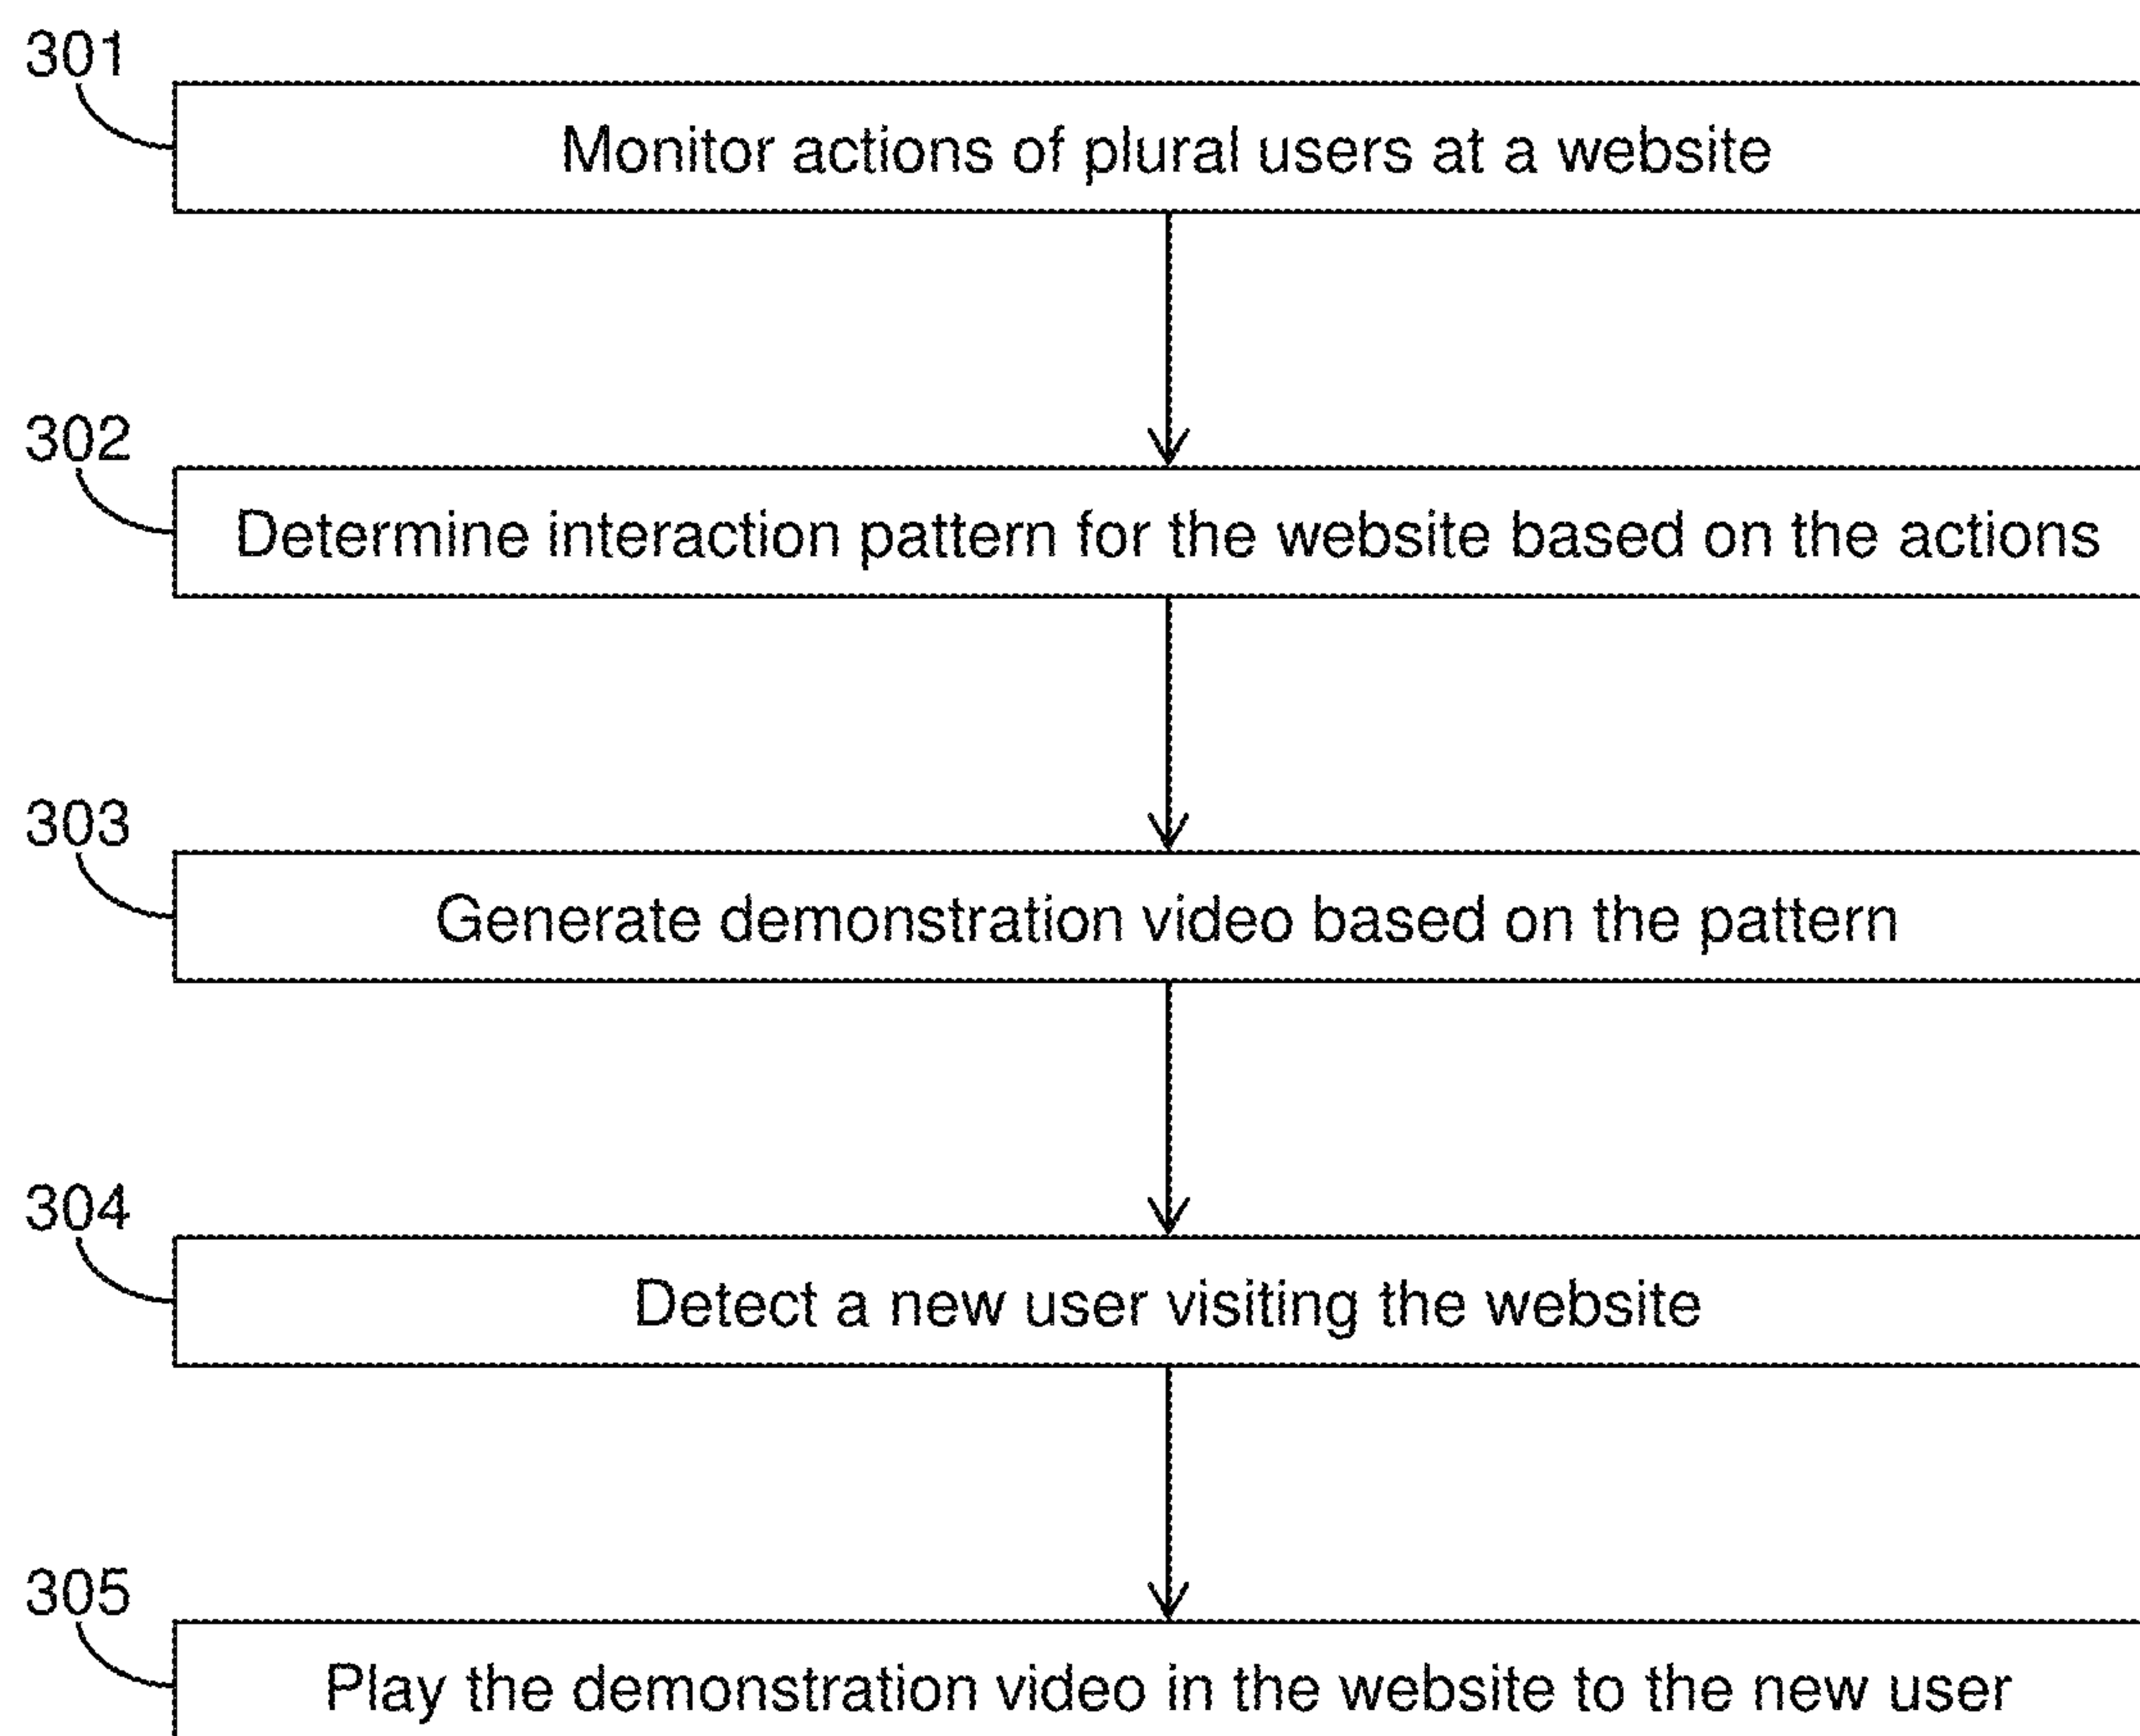 301
Monitor actions of plural users at a website
302
Determine interaction pattern for the website based on the actions
303
Generate demonstration video based on the pattern
304
Detect a new user visiting the website
305
Play the demonstration video in the website to the new user